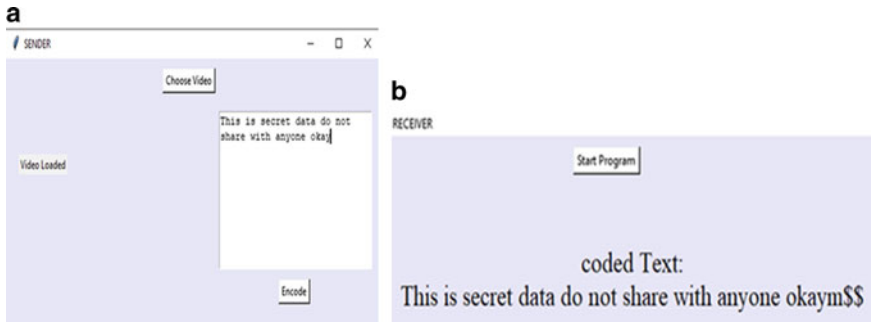 a
SENDER
Choose Video
This is secret data do not
share with anyone okay
Video Loaded
Encode
b
RECEIVER
Start Program
coded Text:
This is secret data do not share with anyone okaym$$